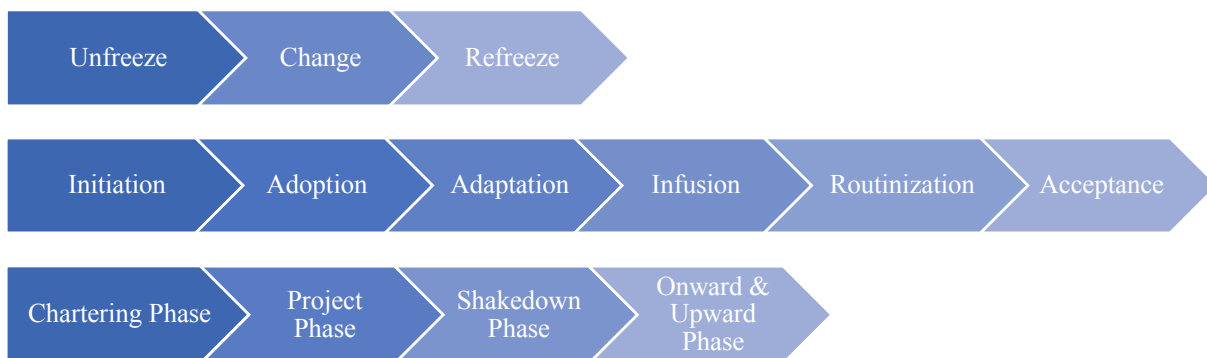 Unfreeze
Change
Refreeze
Initiation
Adoption
Adaptation
Infusion
Routinization
Acceptance
Chartering Phase
Project
Phase
Shakedown
Phase
Onward &
Upward
Phase